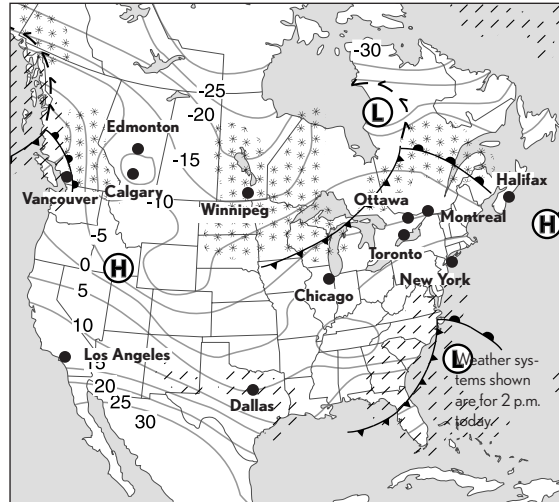 -30
-25
-20
L
Edmonton
-15
Halifax
Calgary
Vancouver
-10
Winnipeg
Ottawa
Montreal
H
-5
Toronto
0
H
New York
5
Chicago
10
Los Angeles
15
L
Weather sys-
tems shown
are for 2 p.m.
today.
20
25
Dallas
30